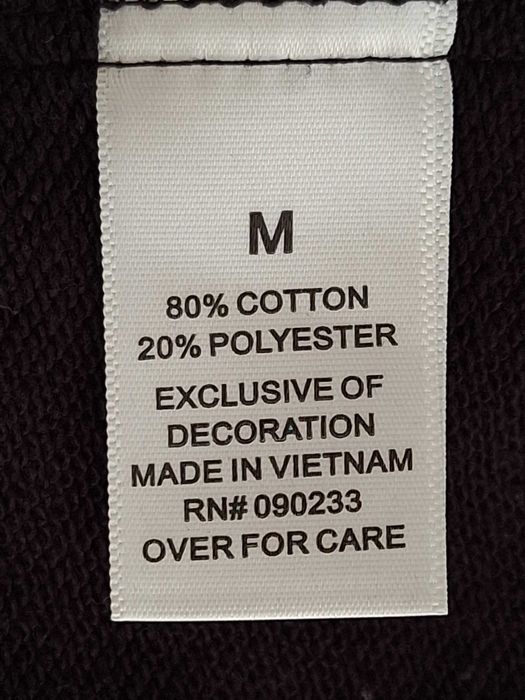 M
80% COTTON
20% POLYESTER
EXCLUSIVE OF
DECORATION
MADE IN VIETNAM
RN# 090233
OVER FOR CARE